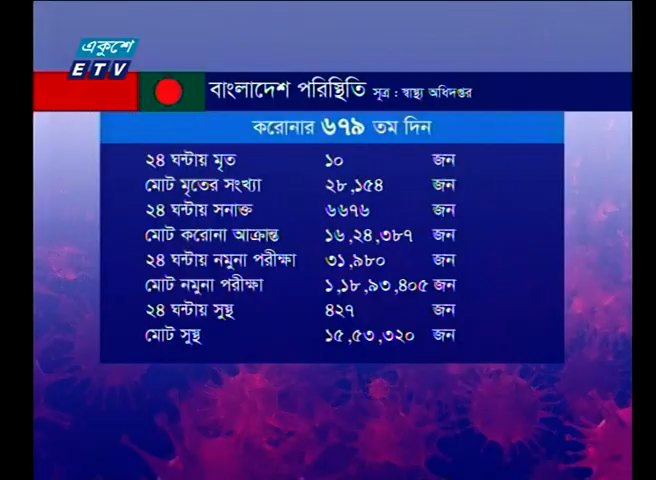 একুশে
ETV
বাংলাদেশ পরিস্থিতি সূত্র : স্বাস্থ্য অধিদপ্তর
করোনার ৬৭৯ তম দিন
২৪ ঘন্টায় মৃত ১০ জন
মোট মৃতের সংখ্যা ২৮,১৫৪ জন
২৪ ঘন্টায় সনাক্ত ৬৬৭৬ জন
মোট করোনা আক্রান্ত ১৬,২৪,৩৮৭ জন
২৪ ঘন্টায় নমুনা পরীক্ষা ৩১,৯৮০ জন
মোট নমুনা পরীক্ষা ১,১৮,৯৩,৪০৫ জন
২৪ ঘন্টায় সুস্থ ৪২৭ জন
মোট সুস্থ ১৫,৫৩,৩২০ জন